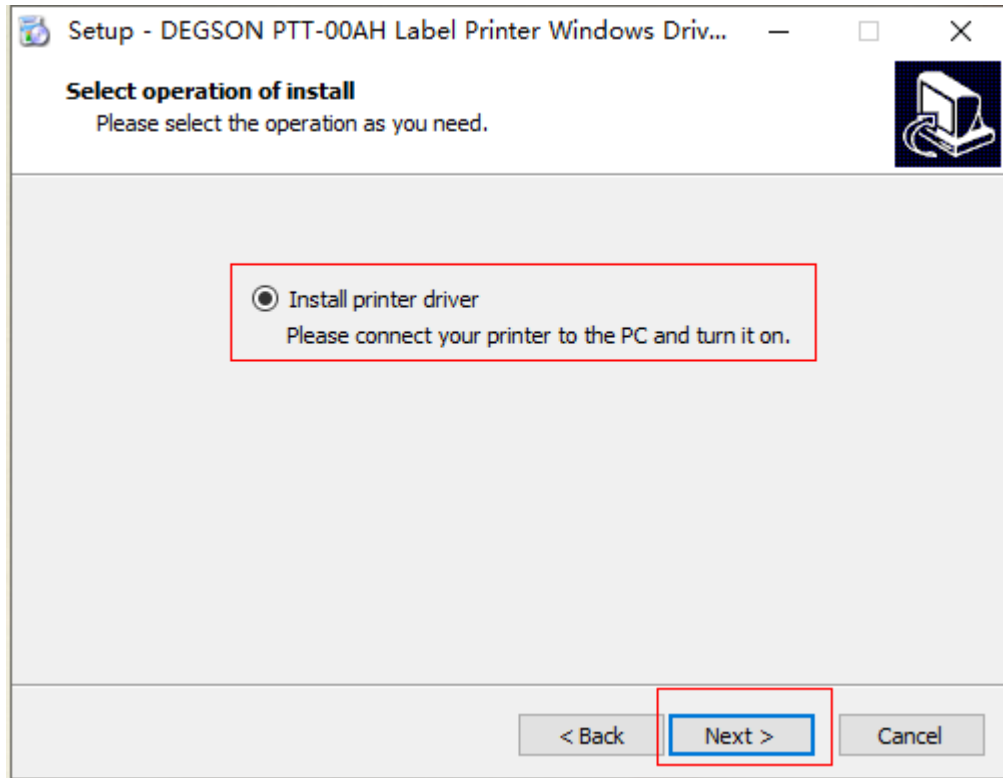 Setup - DEGSON PTT-00AH Label Printer Windows Driv...
Select operation of install
Please select the operation as you need.
Install printer driver
Please connect your printer to the PC and turn it on.
< Back Next > Cancel